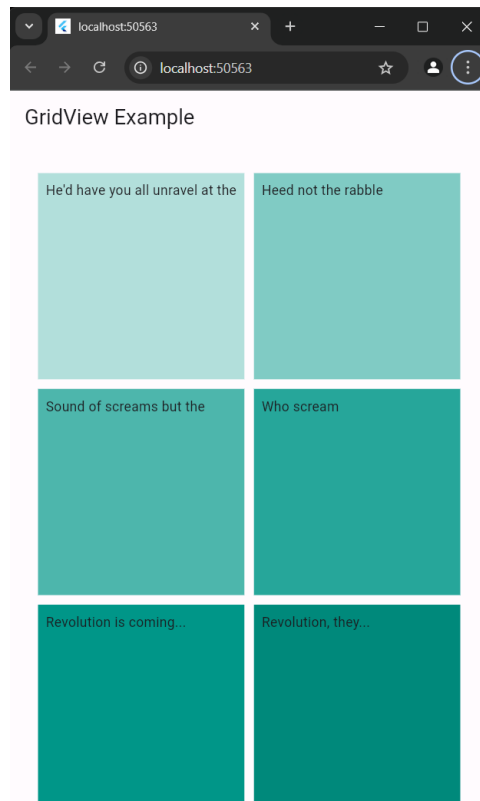 localhost:50563
localhost:50563
GridView Example
He'd have you all unravel at the
Heed not the rabble
Sound of screams but the
Who scream
Revolution is coming...
Revolution, they...